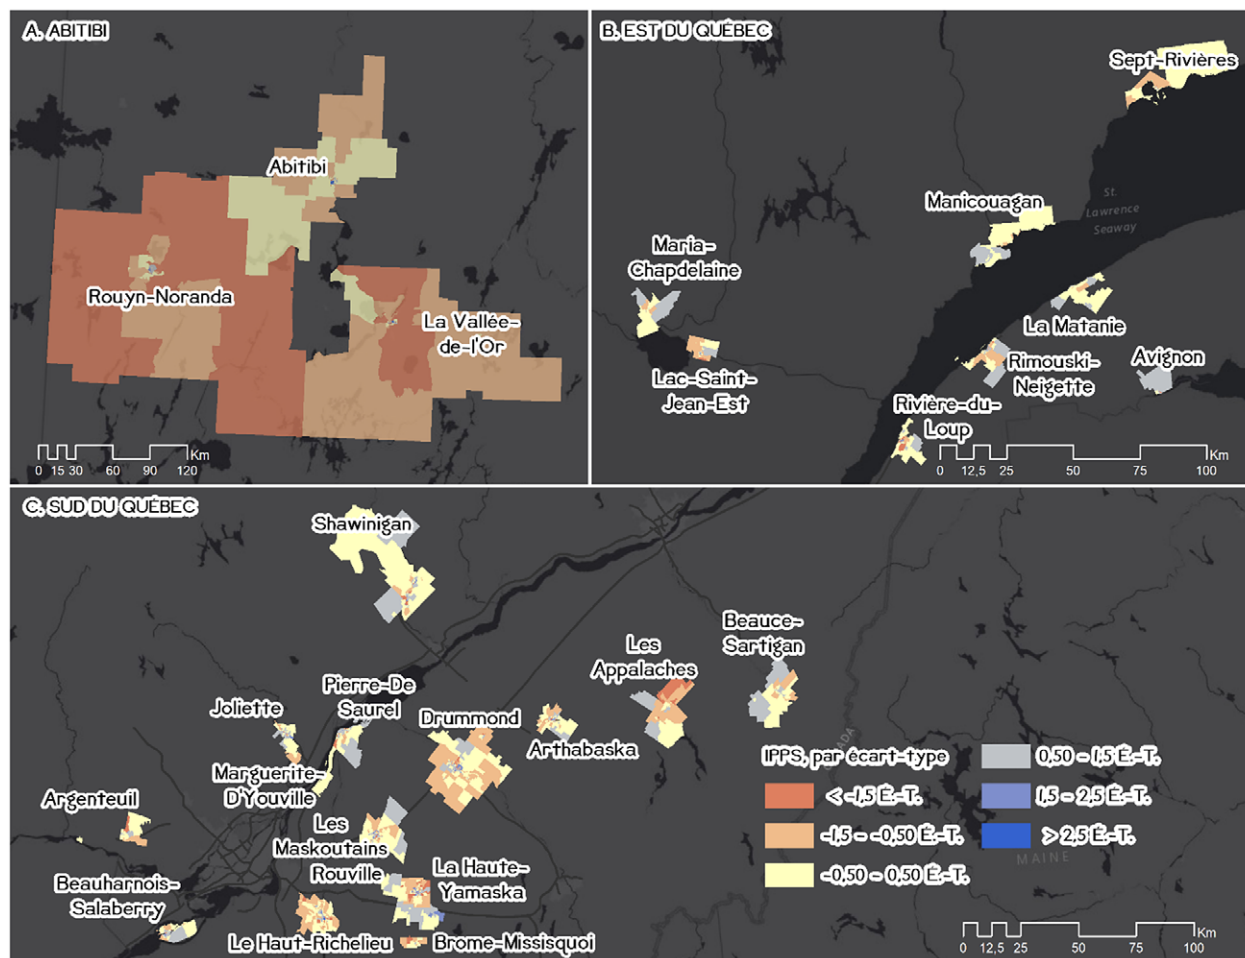 A. ABITIBI
Abitibi
Rouyn-Noranda
La Vallée-
de-l'Or
0 15 30 60 90 120
Km
B. EST DU QUÉBEC
Sept-Rivières
Manicouagan
St.
Lawrence
Seaway
Maria-
Chapdelaine
La Matanie
Lac-Saint-
Jean-Est
Rimouski-
Neigette
Avignon
Rivière-du-
Loup
0 12,5 25 50 75 100
Km
C. SUD DU QUÉBEC
Shawinigan
Beauce-
Sartigan
Les
Appalaches
Pierre-De
Saurel
Joliette
Drummond
Arthabaska
Marguerite-
D'Youville
Argenteuil
Les
Maskoutains
Rouville
La Haute-
Yamaska
Beauharnois-
Salaberry
Le Haut-Richelieu
Brome-Missisquoi
ADA
MAINE
IPPS, par écart-type
< -1,5 É.-T.
-1,5 - -0,50 É.-T.
-0,50 - 0,50 É.-T.
0,50 - 1,5 É.-T.
1,5 - 2,5 É.-T.
> 2,5 É.-T.
0 12,5 25 50 75 100
Km